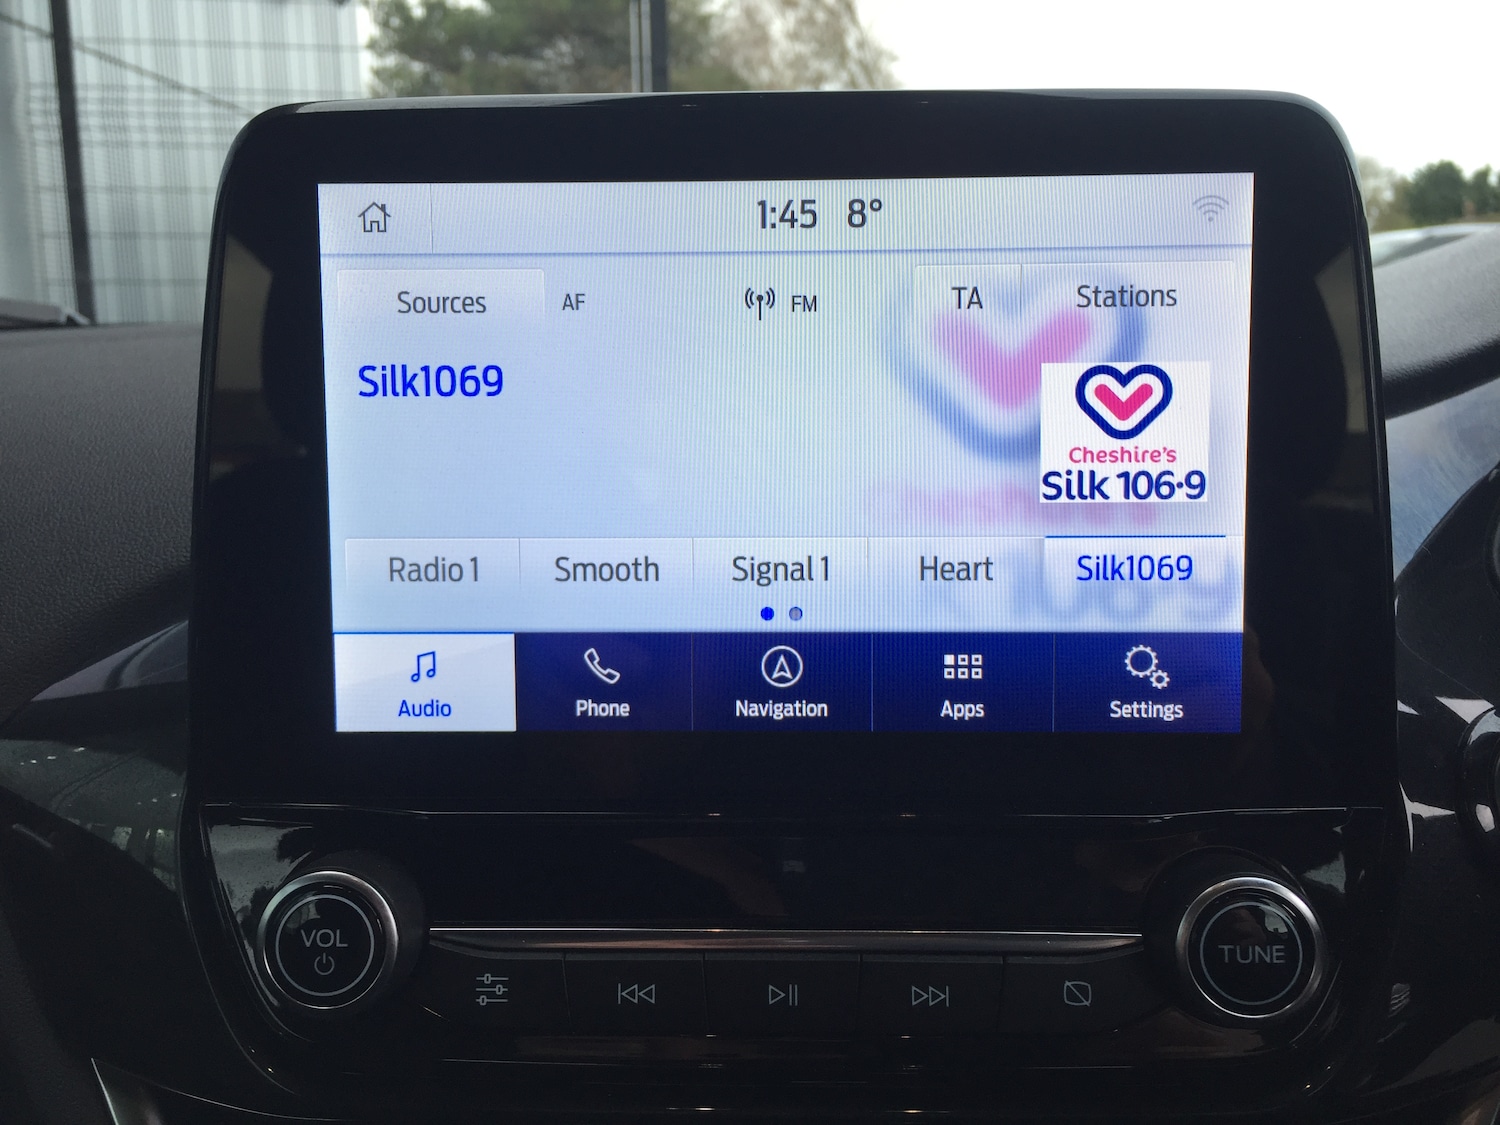 1:45 8°
Sources AF FM TA Stations
Silk1069
Cheshire's
Silk 106·9
Radio 1 Smooth Signal 1 Heart Silk1069
Audio Phone Navigation Apps Settings
VOL
TUNE